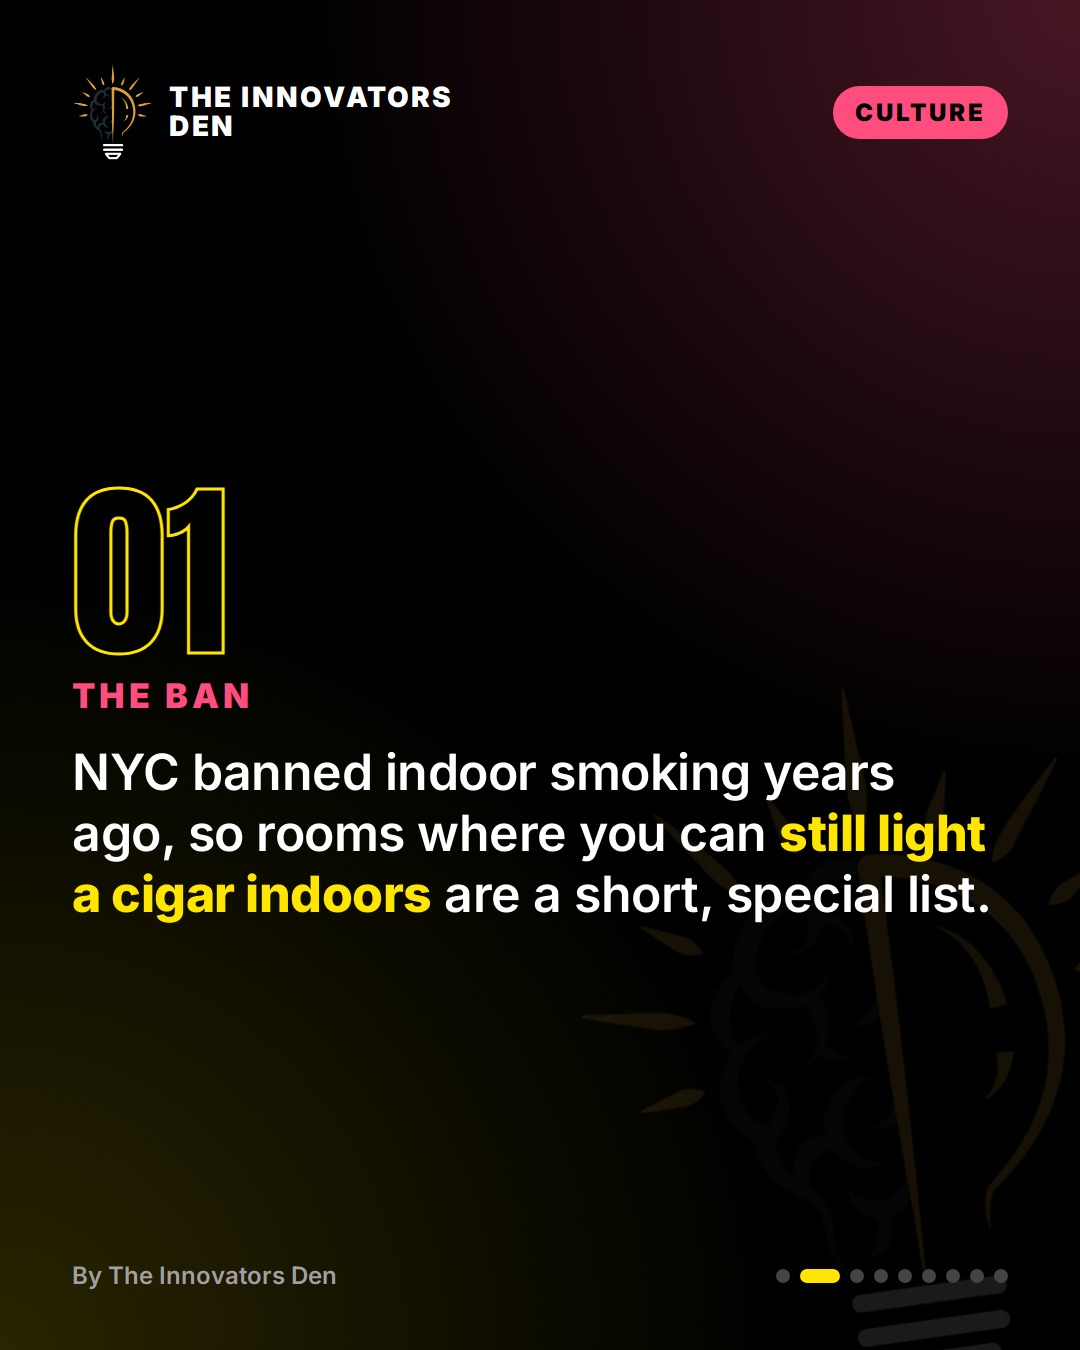 THE INNOVATORS
DEN
CULTURE
01
THE BAN
NYC banned indoor smoking years
ago, so rooms where you can still light
a cigar indoors are a short, special list.
By The Innovators Den